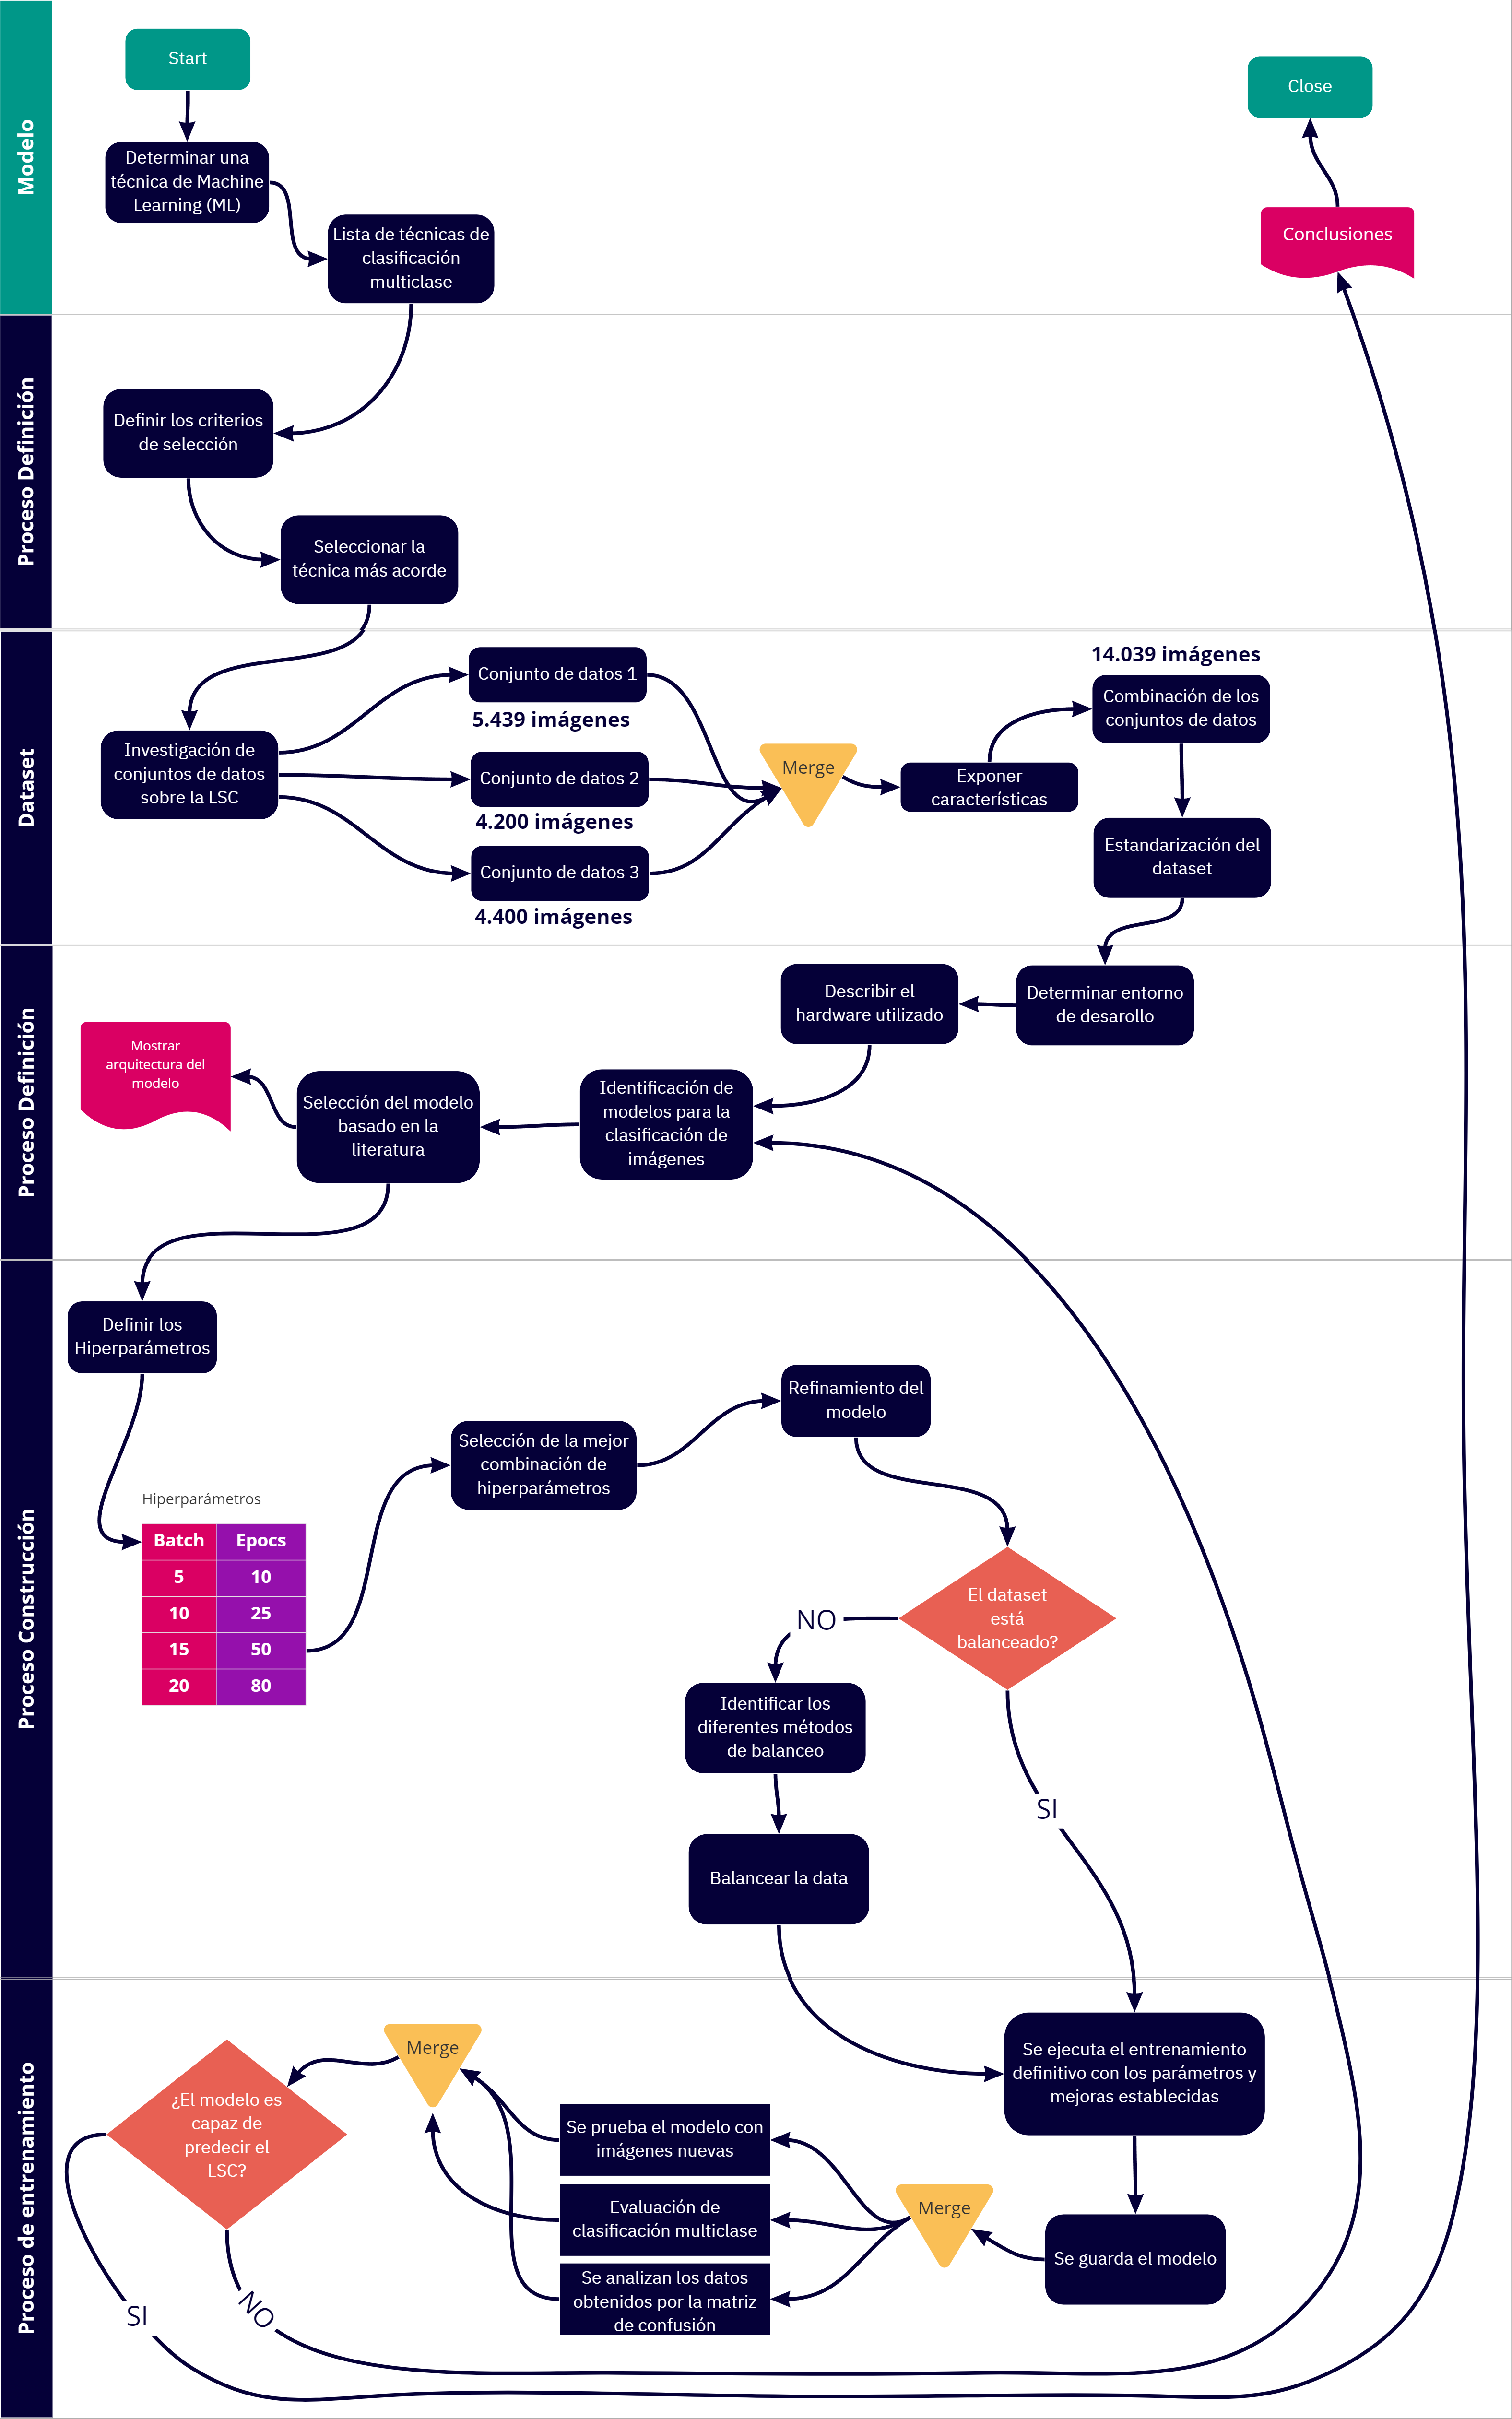 Modelo
Start
Close
Determinar una
técnica de Machine
Learning (ML)
Lista de técnicas de
clasificación
multiclase
Conclusiones
Proceso Definición
Definir los criterios
de selección
Seleccionar la
técnica más acorde
Dataset
Investigación de
conjuntos de datos
sobre la LSC
Conjunto de datos 1
5.439 imágenes
Conjunto de datos 2
4.200 imágenes
Conjunto de datos 3
4.400 imágenes
Merge
Exponer
características
14.039 imágenes
Combinación de los
conjuntos de datos
Estandarización del
dataset
Proceso Definición
Determinar entorno
de desarollo
Describir el
hardware utilizado
Identificación de
modelos para la
clasificación de
imágenes
Selección del modelo
basado en la
literatura
Mostrar
arquitectura del
modelo
Proceso Construcción
Definir los
Hiperparámetros
Hiperparámetros
Batch Epocs
5 10
10 25
15 50
20 80
Selección de la mejor
combinación de
hiperparámetros
Refinamiento del
modelo
El dataset
está
balanceado?
NO
SI
Identificar los
diferentes métodos
de balanceo
Balancear la data
Proceso de entrenamiento
Se ejecuta el entrenamiento
definitivo con los parámetros y
mejoras establecidas
Se guarda el modelo
Merge
Se prueba el modelo con
imágenes nuevas
Evaluación de
clasificación multiclase
Se analizan los datos
obtenidos por la matriz
de confusión
Merge
¿El modelo es
capaz de
predecir el
LSC?
SI
NO